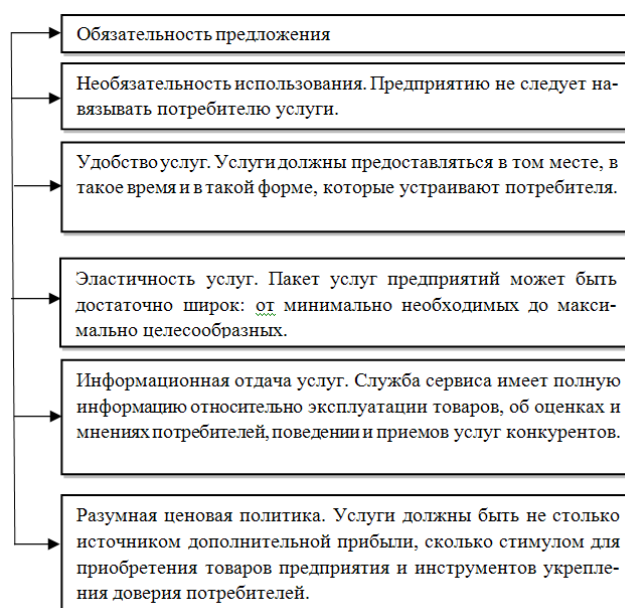 Обязательность предложения
Необязательность использования. Предприятию не следует на-
вязывать потребителю услуги.
Удобство услуг. Услуги должны предоставляться в том месте, в
такое время и в такой форме, которые устраивают потребителя.
Эластичность услуг. Пакет услуг предприятий может быть
достаточно широк: от минимально необходимых до макси-
мально целесообразных.
Информационная отдача услуг. Служба сервиса имеет полную
информацию относительно эксплуатации товаров, об оценках и
мнениях потребителей, поведении и приемов услуг конкурентов.
Разумная ценовая политика. Услуги должны быть не столько
источником дополнительной прибыли, сколько стимулом для
приобретения товаров предприятия и инструментов укрепле-
ния доверия потребителей.